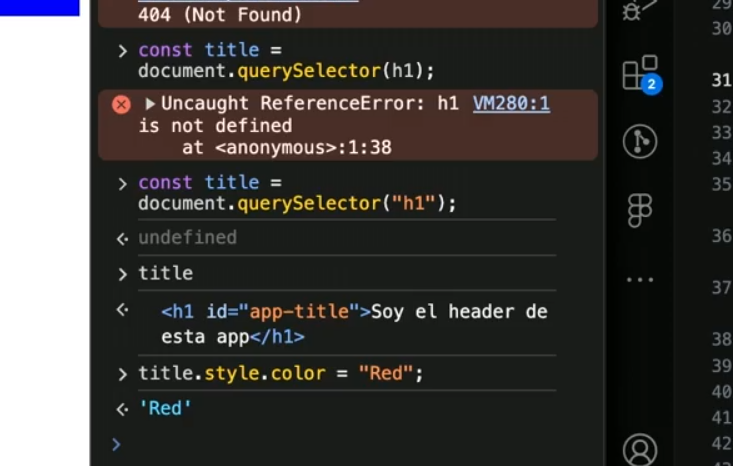 404 (Not Found)
> const title =
document.querySelector(h1);
Uncaught ReferenceError: h1 VM280:1
is not defined
at <anonymous>:1:38
> const title =
document.querySelector("h1");
undefined
> title
<h1 id="app-title">Soy el header de
esta app</h1>
> title.style.color = "Red";
'Red'
>
2
29
30
31
32
33
34
35
36
37
38
39
40
41
42